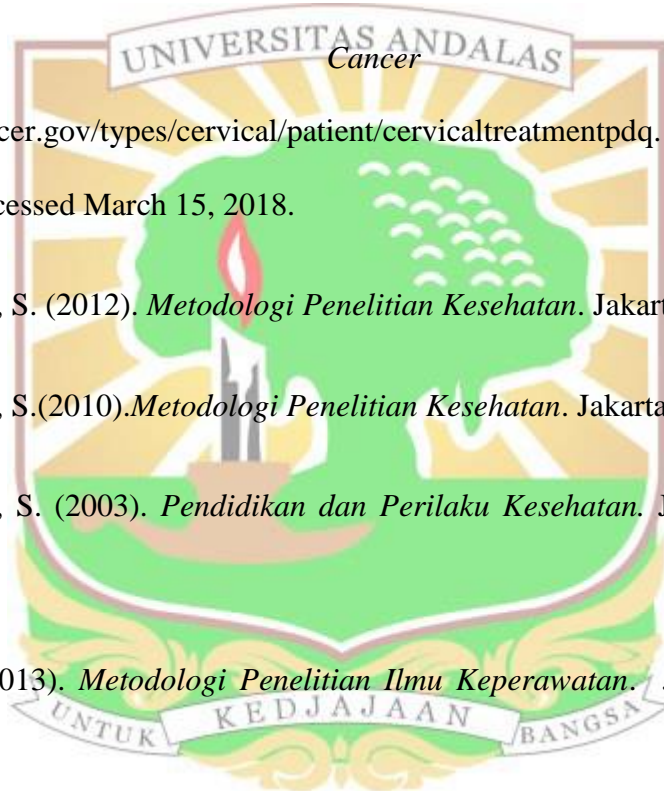 UNIVERSITAS ANDALAS
Cancer
cer.gov/types/cervical/patient/cervicaltreatmentpdq.
cessed March 15, 2018.
, S. (2012). Metodologi Penelitian Kesehatan. Jakart
, S.(2010).Metodologi Penelitian Kesehatan. Jakarta
, S. (2003). Pendidikan dan Perilaku Kesehatan. J
013). Metodologi Penelitian Ilmu Keperawatan.
UNTUK KEDJAJAAN BANGSA